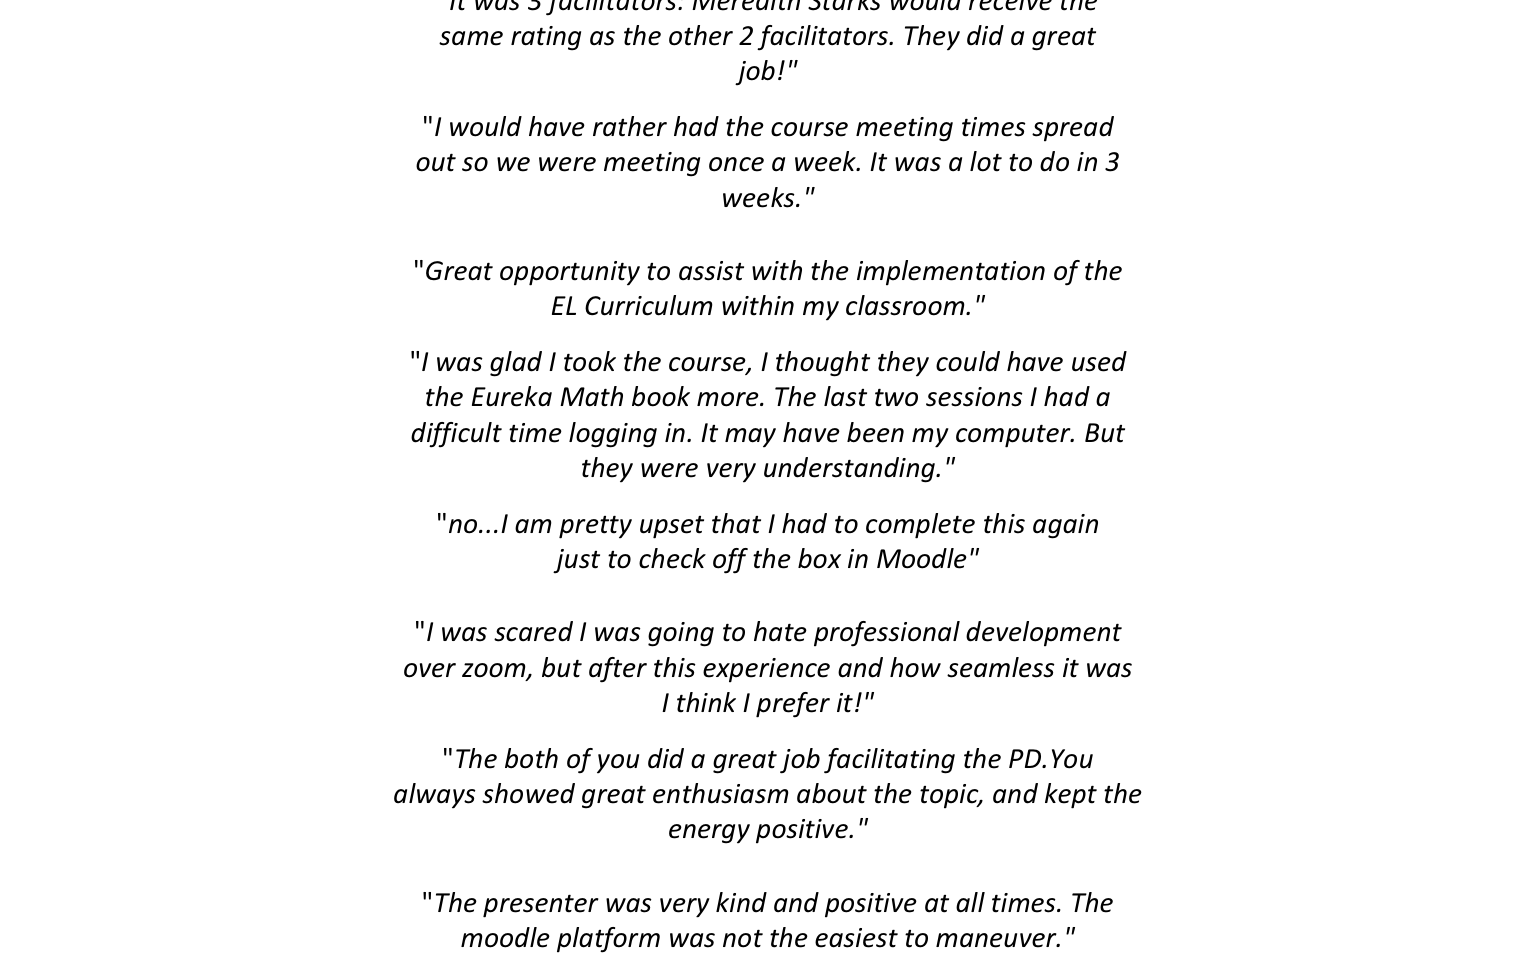 "It was 3 facilitators. Meredith Starks would receive the
same rating as the other 2 facilitators. They did a great
job!"
"I would have rather had the course meeting times spread
out so we were meeting once a week. It was a lot to do in 3
weeks."
"Great opportunity to assist with the implementation of the
EL Curriculum within my classroom."
"I was glad I took the course, I thought they could have used
the Eureka Math book more. The last two sessions I had a
difficult time logging in. It may have been my computer. But
they were very understanding."
"no...I am pretty upset that I had to complete this again
just to check off the box in Moodle"
"I was scared I was going to hate professional development
over zoom, but after this experience and how seamless it was
I think I prefer it!"
"The both of you did a great job facilitating the PD.You
always showed great enthusiasm about the topic, and kept the
energy positive."
"The presenter was very kind and positive at all times. The
moodle platform was not the easiest to maneuver."